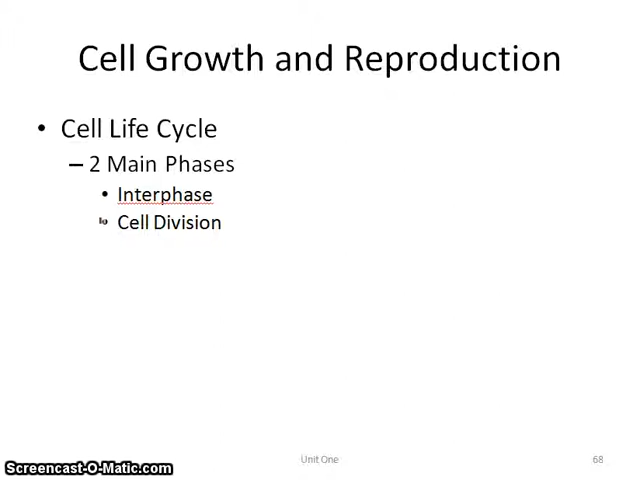 Cell Growth and Reproduction
• Cell Life Cycle
– 2 Main Phases
• Interphase
Cell Division
Unit One
68
Screencast-O-Matic.com